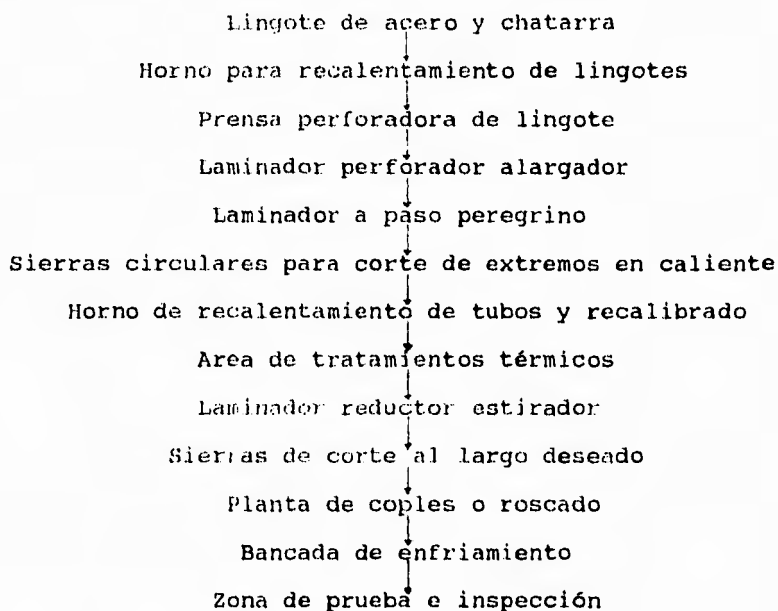 Lingote de acero y chatarra
Horno para recalentamiento de lingotes
Prensa perforadora de lingote
Laminador perforador alargador
Laminador a paso peregrino
Sierras circulares para corte de extremos en caliente
Horno de recalentamiento de tubos y recalibrado
Area de tratamientos térmicos
Laminador reductor estirador
Sierras de corte al largo deseado
Planta de coples o roscado
Bancada de enfriamiento
Zona de prueba e inspección